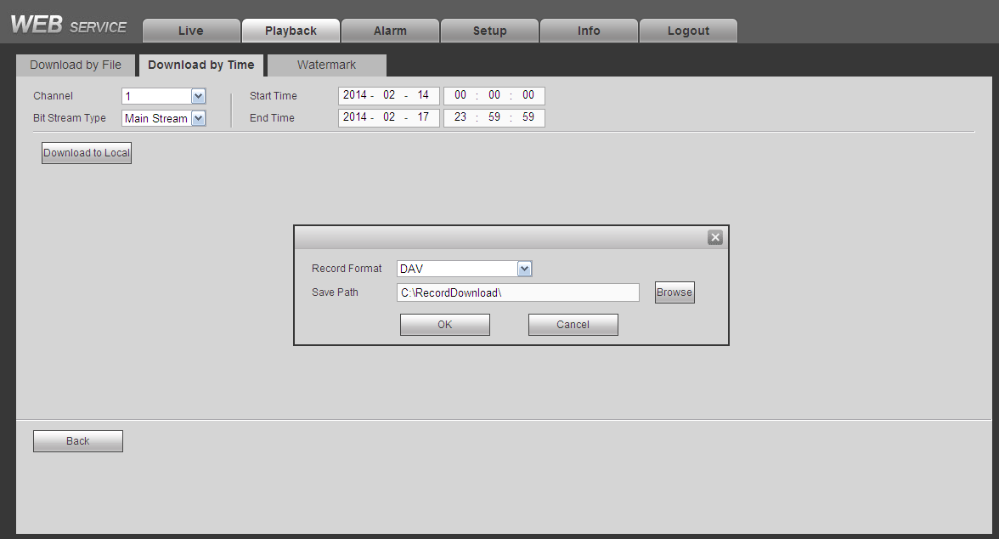 WEB SERVICE
Live Playback Alarm Setup Info Logout
Download by File Download by Time Watermark
Channel 1 Start Time 2014 - 02 - 14 00 : 00 : 00
Bit Stream Type Main Stream End Time 2014 - 02 - 17 23 : 59 : 59
Download to Local
Record Format DAV
Save Path C:\RecordDownload\ Browse
OK Cancel
Back